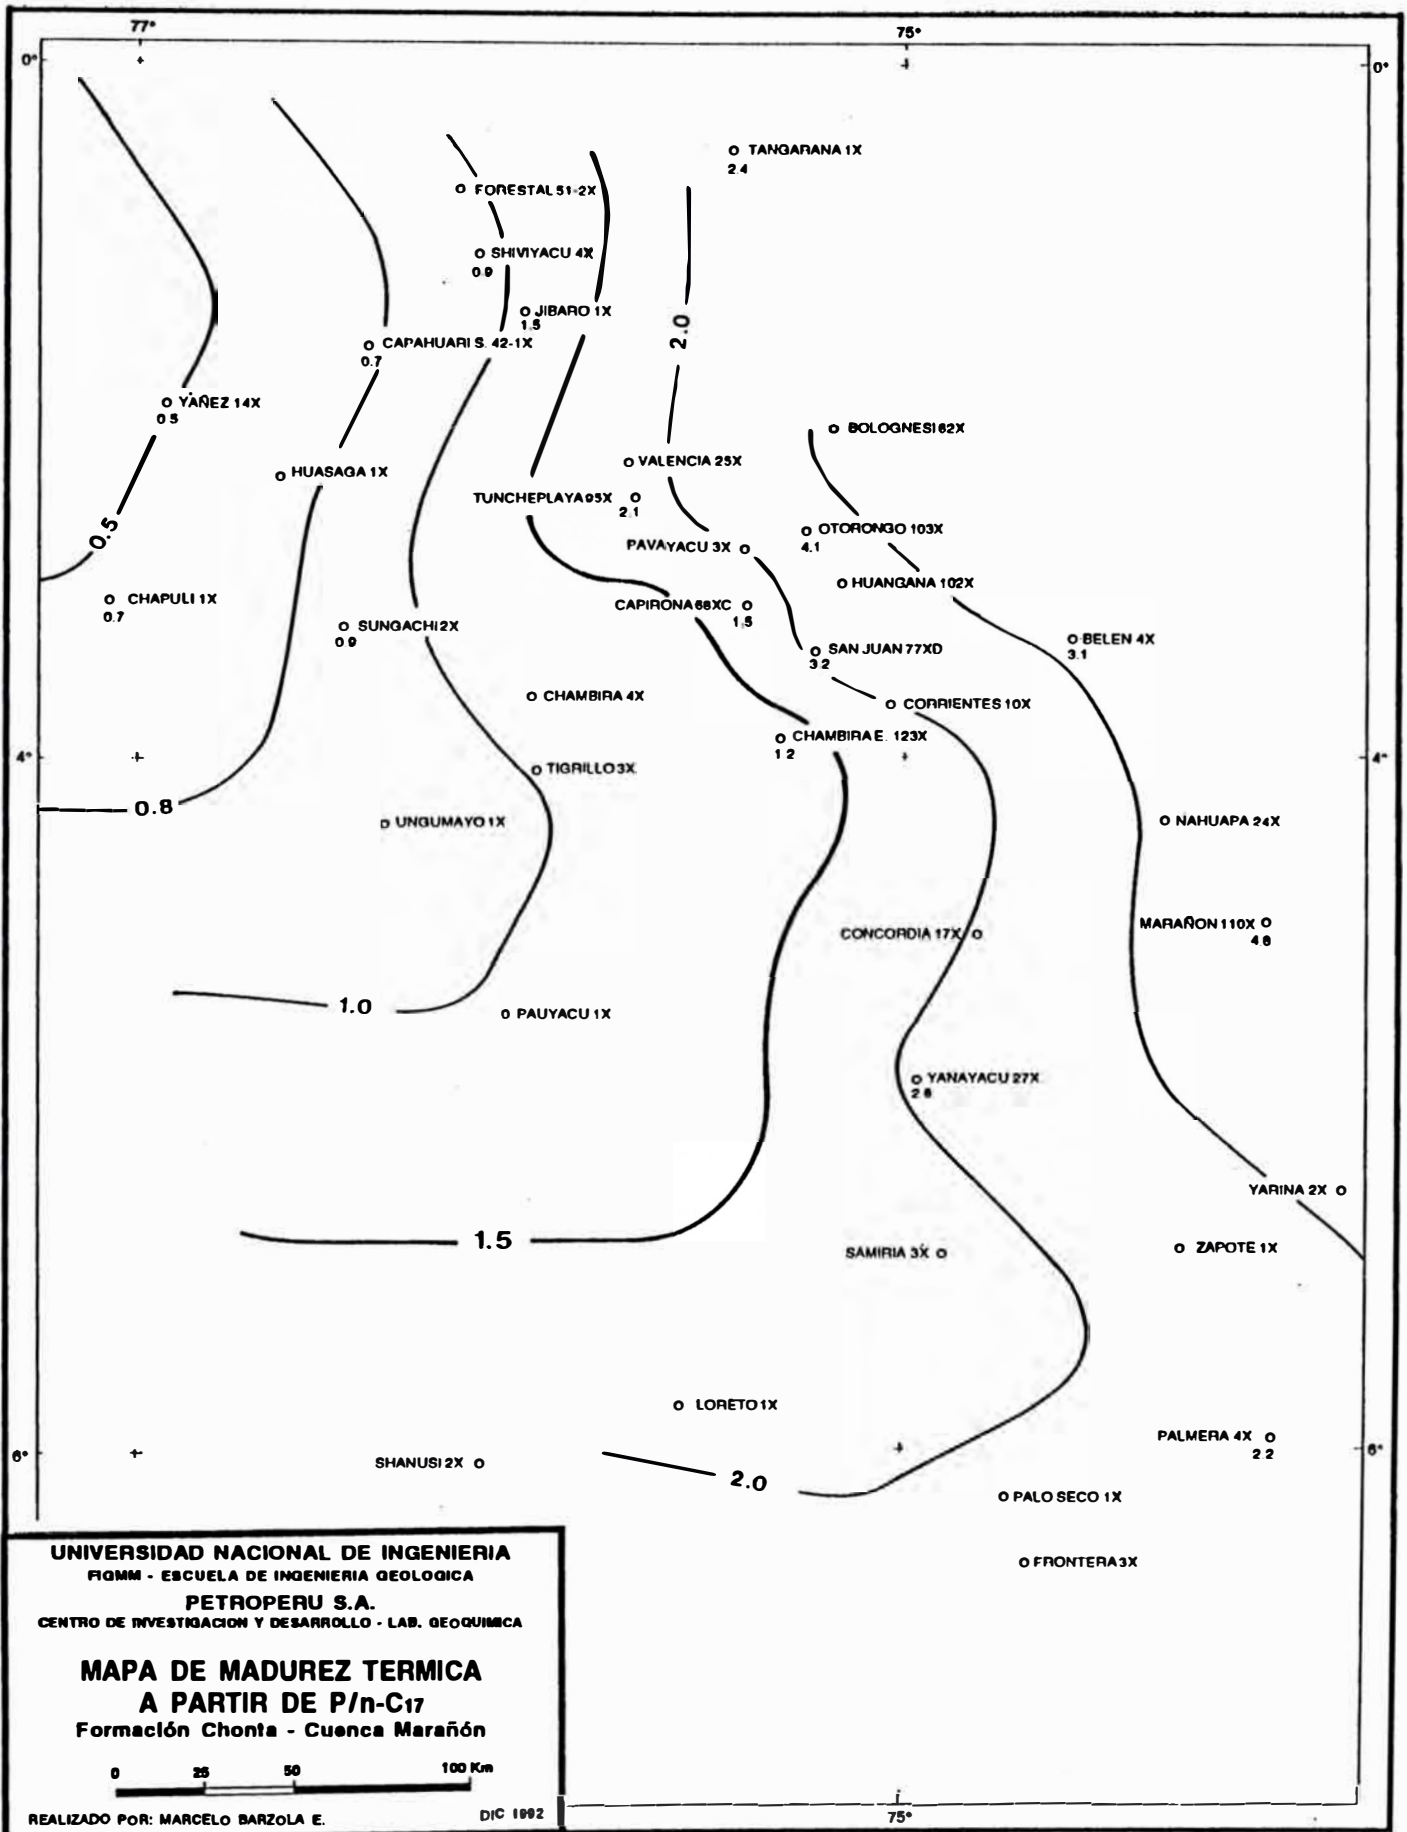 77°
75°
0°
0°
TANGARANA 1X
2.4
FORESTAL 51-2X
SHIVIYACU 4X
0.9
JIBARO 1X
1.5
2.0
CAPAHUARI S. 42-1X
0.7
YAÑEZ 14X
0.5
BOLOGNESI 62X
VALENCIA 25X
HUASAGA 1X
TUNCHEPLAYA 95X
2.1
0.5
OTORONGO 103X
4.1
PAVAYACU 3X
HUANGANA 102X
CHAPULI 1X
0.7
CAPIRONA 68XC
1.5
SUNGACHI 2X
0.9
BELEN 4X
3.1
SAN JUAN 77XD
3.2
CHAMBIRA 4X
CORRIENTES 10X
CHAMBIRA E. 123X
1.2
4°
4°
TIGRILLO 3X
0.8
UNGUMAYO 1X
NAHUAPA 24X
MARAÑON 110X
4.8
CONCORDIA 17X
1.0
PAUYACU 1X
YANAYACU 27X
2.8
YARINA 2X
1.5
SAMIRIA 3X
ZAPOTE 1X
LORETO 1X
PALMERA 4X
2.2
6°
6°
SHANUSI 2X
2.0
PALO SECO 1X
FRONTERA 3X
UNIVERSIDAD NACIONAL DE INGENIERIA
FIGMM - ESCUELA DE INGENIERIA GEOLOGICA
PETROPERU S.A.
CENTRO DE INVESTIGACION Y DESARROLLO - LAB. GEOQUIMICA
MAPA DE MADUREZ TERMICA
A PARTIR DE P/n-C17
Formación Chonta - Cuenca Marañón
0 25 50 100 Km
REALIZADO POR: MARCELO BARZOLA E.
DIC 1992
75°